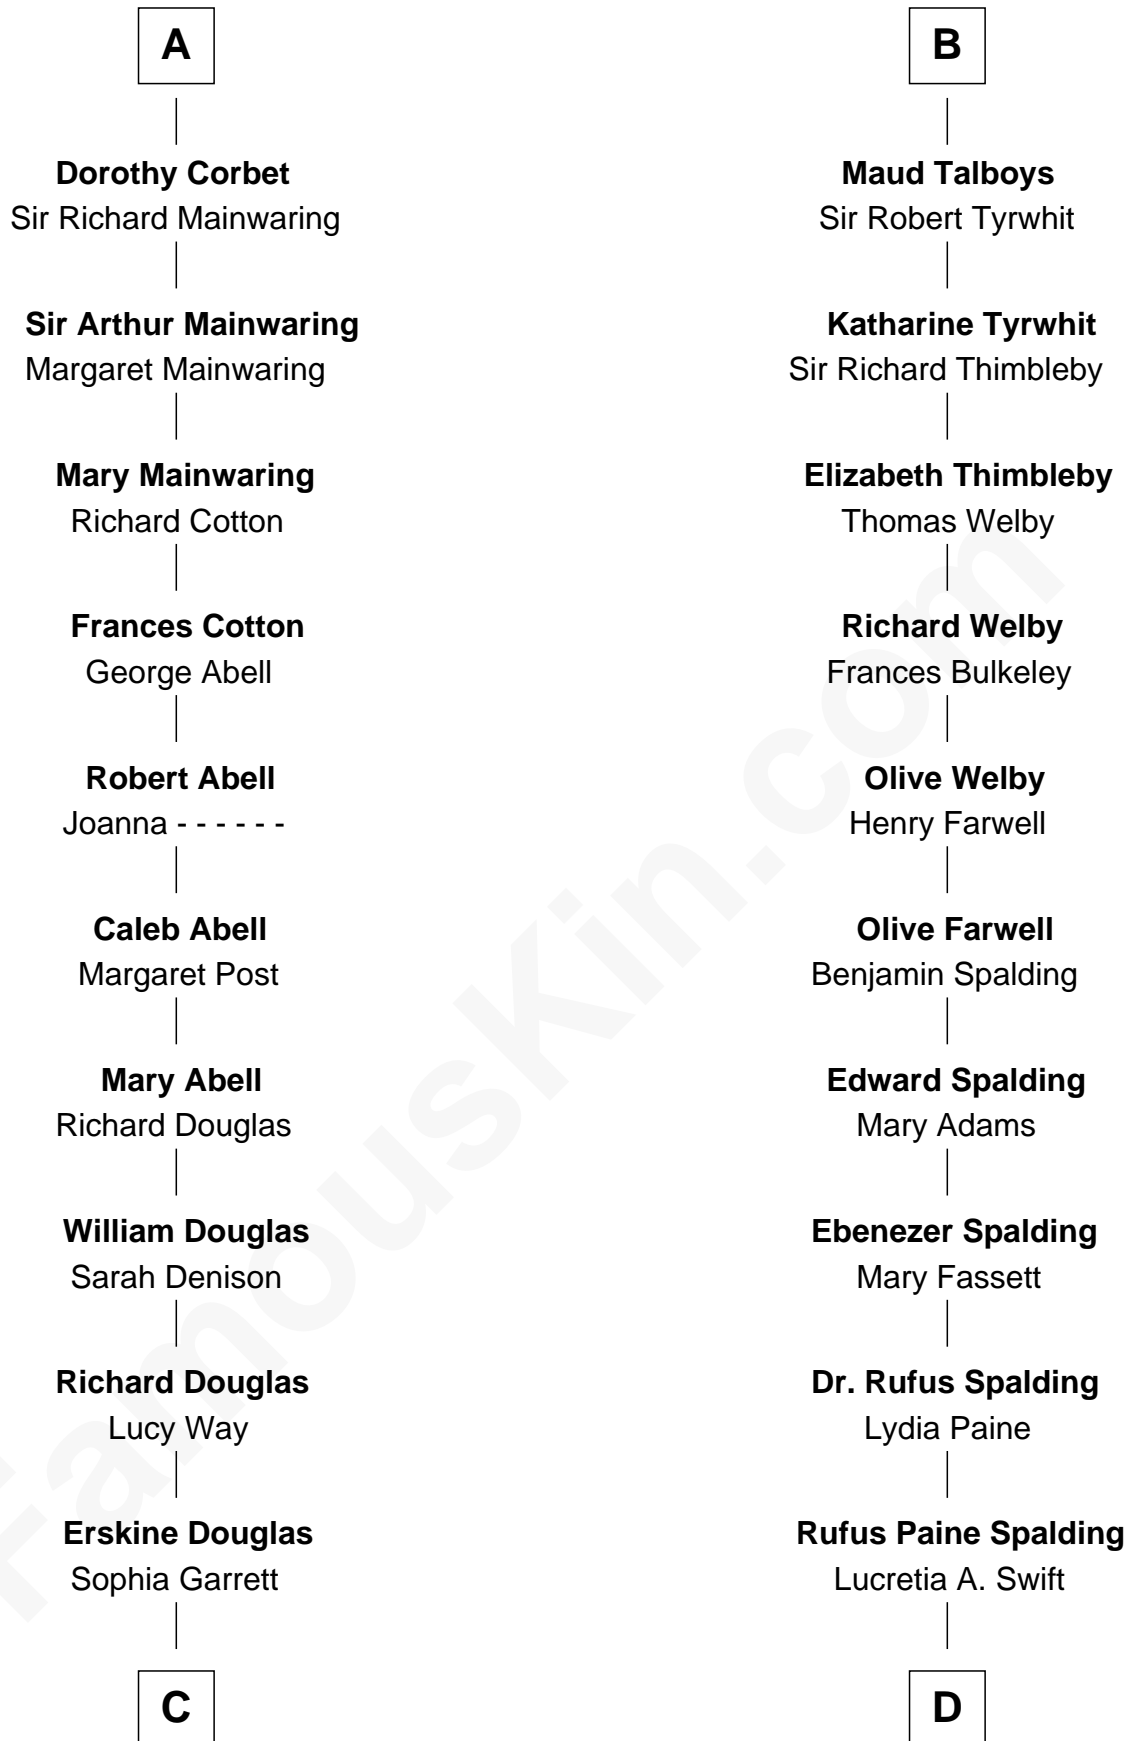 A
Dorothy Corbet
Sir Richard Mainwaring
Sir Arthur Mainwaring
Margaret Mainwaring
Mary Mainwaring
Richard Cotton
Frances Cotton
George Abell
Robert Abell
Joanna - - - - - -
Caleb Abell
Margaret Post
Mary Abell
Richard Douglas
William Douglas
Sarah Denison
Richard Douglas
Lucy Way
Erskine Douglas
Sophia Garrett
C
B
Maud Talboys
Sir Robert Tyrwhit
Katharine Tyrwhit
Sir Richard Thimbleby
Elizabeth Thimbleby
Thomas Welby
Richard Welby
Frances Bulkeley
Olive Welby
Henry Farwell
Olive Farwell
Benjamin Spalding
Edward Spalding
Mary Adams
Ebenezer Spalding
Mary Fassett
Dr. Rufus Spalding
Lydia Paine
Rufus Paine Spalding
Lucretia A. Swift
D
FamousKin.com